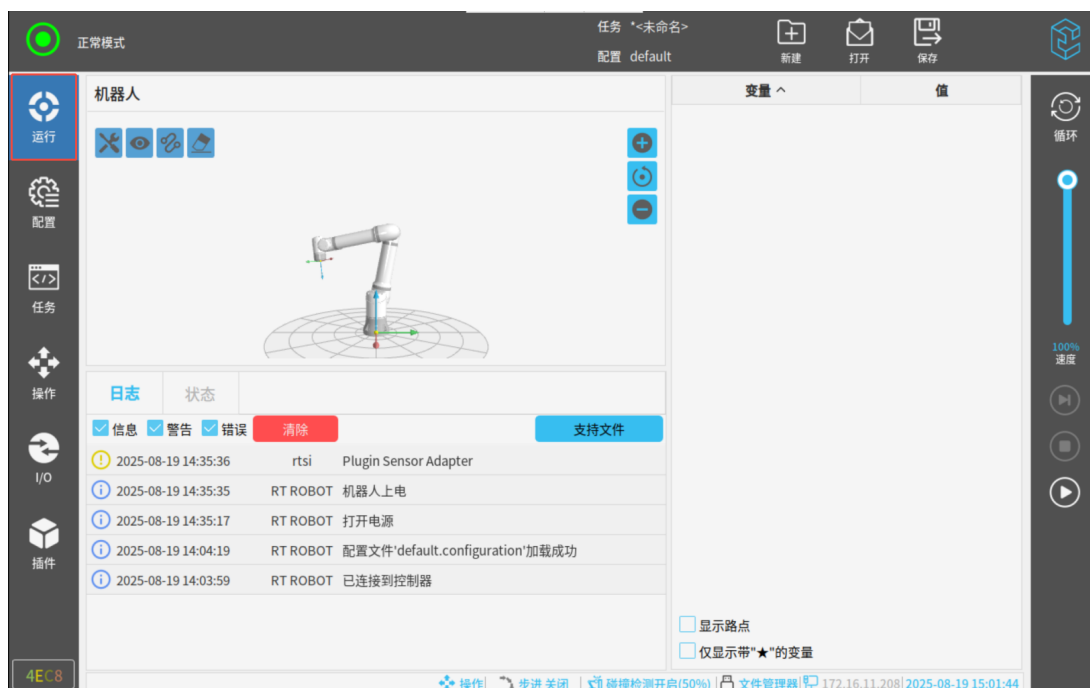 正常模式
任务 *<未命名>
配置 default
新建
打开
保存
运行
配置
任务
操作
I/O
插件
4EC8
机器人
变量 ^ 值
日志 状态
信息 警告 错误 清除 支持文件
2025-08-19 14:35:36 rtsi Plugin Sensor Adapter
2025-08-19 14:35:35 RT ROBOT 机器人上电
2025-08-19 14:35:17 RT ROBOT 打开电源
2025-08-19 14:04:19 RT ROBOT 配置文件'default.configuration'加载成功
2025-08-19 14:03:59 RT ROBOT 已连接到控制器
显示路点
仅显示带"★"的变量
循环
100%
速度
操作| 步进 关闭 | 碰撞检测开启(50%) | 文件管理器| 172.16.11.208| 2025-08-19 15:01:44